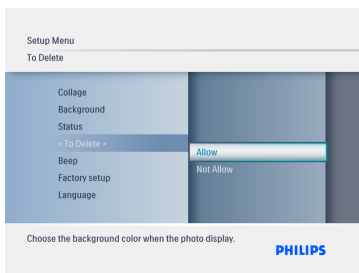 Setup Menu
To Delete
Collage
Background
Status
< To Delete >
Beep
Factory setup
Language
Allow
Not Allow
Choose the background color when the photo display.
PHILIPS